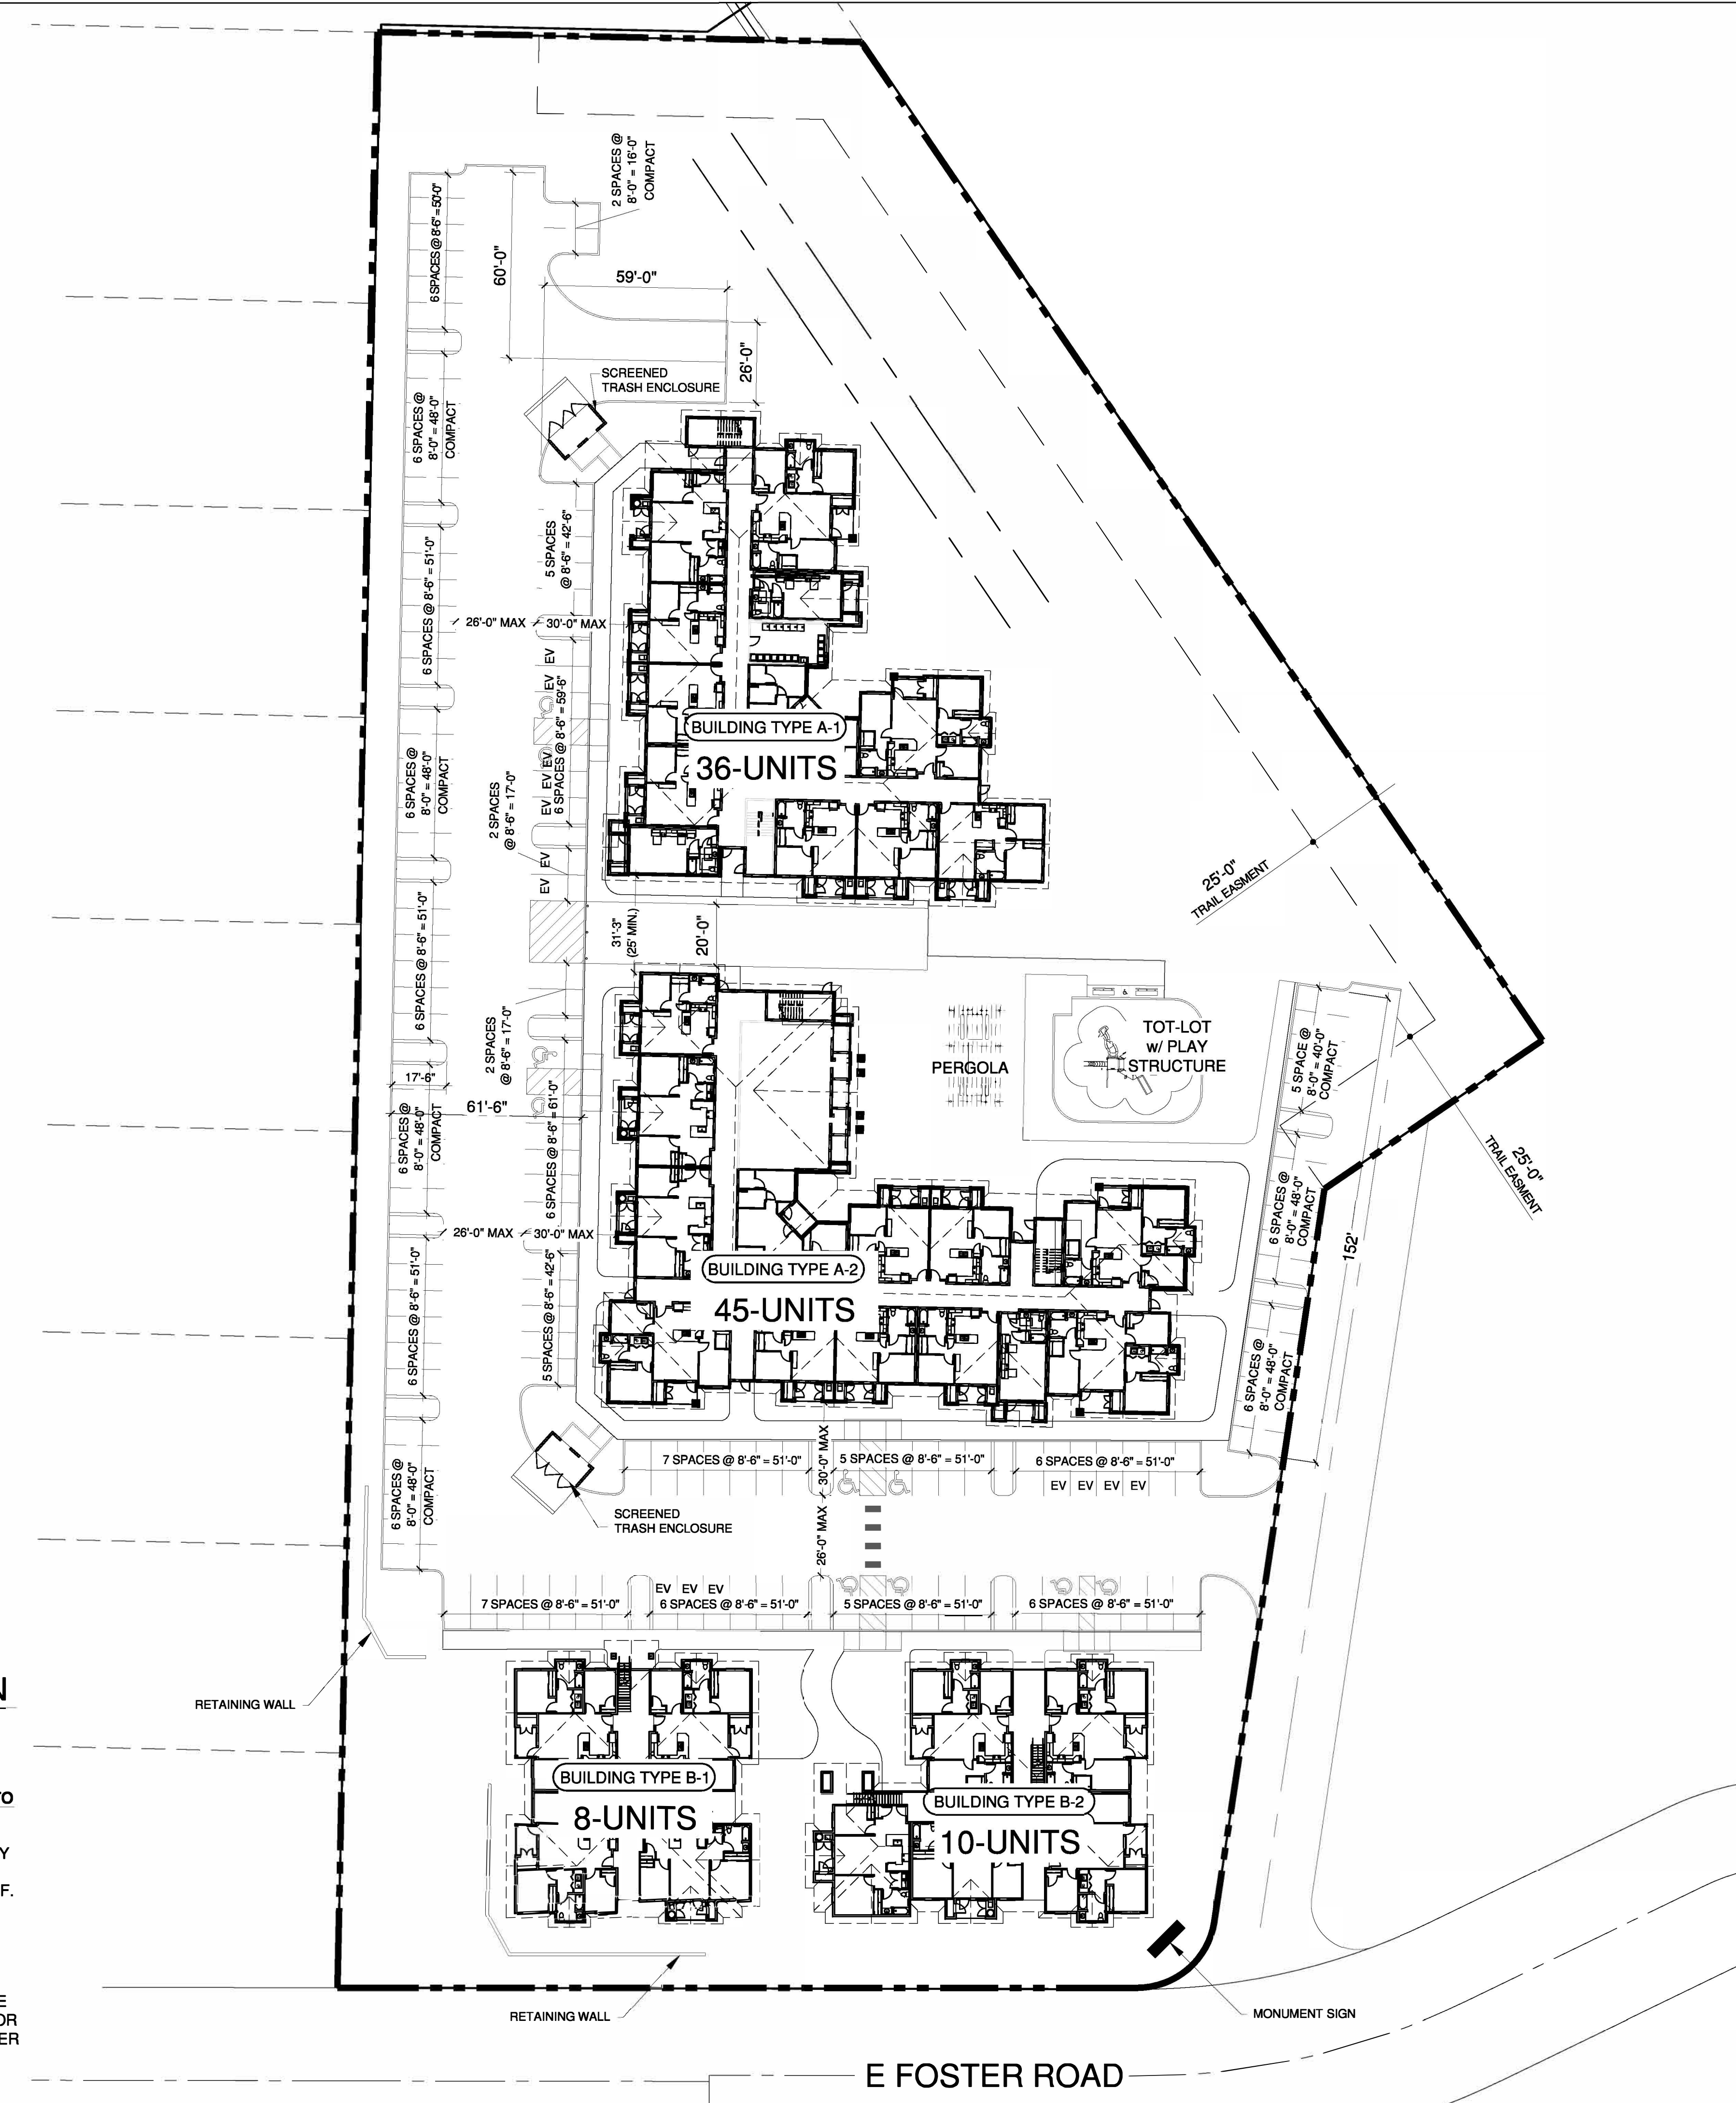 2 SPACES @
8'-0" = 16'-0"
COMPACT
6 SPACES @ 8'-6" = 50'-0"
60'-0"
59'-0"
26'-0"
SCREENED
TRASH ENCLOSURE
6 SPACES @
8'-0" = 48'-0"
COMPACT
5 SPACES
@ 8'-6" = 42'-6"
6 SPACES @ 8'-6" = 51'-0"
26'-0" MAX
30'-0" MAX
EV
EV
6 SPACES @ 8'-6" = 59'-6"
BUILDING TYPE A-1
36-UNITS
6 SPACES @
8'-0" = 48'-0"
COMPACT
2 SPACES
@ 8'-6" = 17'-0"
EV EV EV
EV EV
25'-0"
TRAIL EASMENT
6 SPACES @ 8'-6" = 51'-0"
31'-3"
(25' MIN.)
20'-0"
2 SPACES
@ 8'-6" = 17'-0"
TOT-LOT
w/ PLAY
STRUCTURE
PERGOLA
5 SPACE @
8'-0" = 40'-0"
COMPACT
17'-6"
61'-6"
6 SPACES @
8'-0" = 48'-0"
COMPACT
6 SPACES @ 8'-6" = 61'-0"
25'-0"
TRAIL EASMENT
6 SPACES @
8'-0" = 48'-0"
COMPACT
152'
26'-0" MAX
30'-0" MAX
BUILDING TYPE A-2
45-UNITS
6 SPACES @ 8'-6" = 51'-0"
5 SPACES @ 8'-6" = 42'-6"
6 SPACES @
8'-0" = 48'-0"
COMPACT
6 SPACES @
8'-0" = 48'-0"
COMPACT
7 SPACES @ 8'-6" = 51'-0"
30'-0" MAX
5 SPACES @ 8'-6" = 51'-0"
6 SPACES @ 8'-6" = 51'-0"
EV EV EV EV
SCREENED
TRASH ENCLOSURE
26'-0" MAX
EV EV EV
7 SPACES @ 8'-6" = 51'-0"
6 SPACES @ 8'-6" = 51'-0"
5 SPACES @ 8'-6" = 51'-0"
6 SPACES @ 8'-6" = 51'-0"
N
RETAINING WALL
BUILDING TYPE B-1
8-UNITS
BUILDING TYPE B-2
10-UNITS
TO
Y
F.
E
OR
ER
RETAINING WALL
MONUMENT SIGN
E FOSTER ROAD